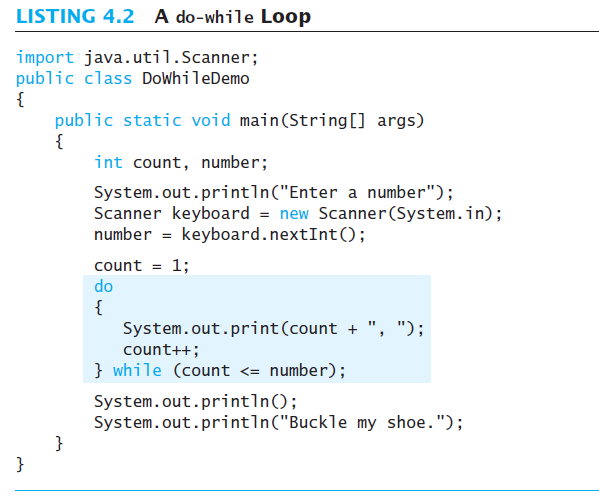 LISTING 4.2 A do-while Loop
import java.util.Scanner;
public class DoWhileDemo
{
    public static void main(String[] args)
    {
        int count, number;
        System.out.println("Enter a number");
        Scanner keyboard = new Scanner(System.in);
        number = keyboard.nextInt();
        count = 1;
        do
        {
           System.out.print(count + ", ");
           count++;
        } while (count <= number);
        System.out.println();
        System.out.println("Buckle my shoe.");
    }
}